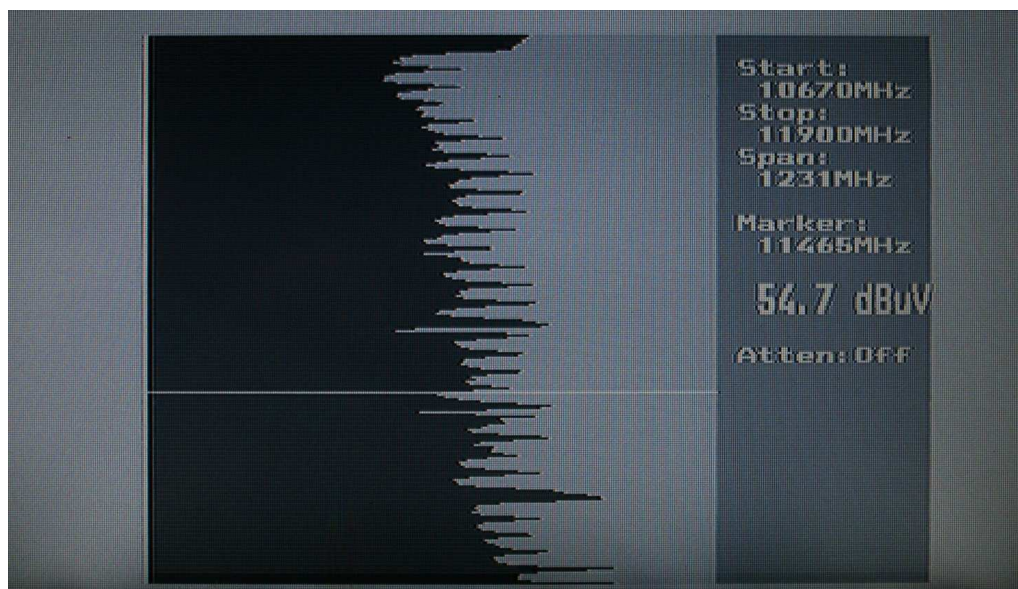 Start:
10670MHz
Stop:
11900MHz
Span:
1231MHz
Marker:
11465MHz
54.7 dBuV
Atten:Off